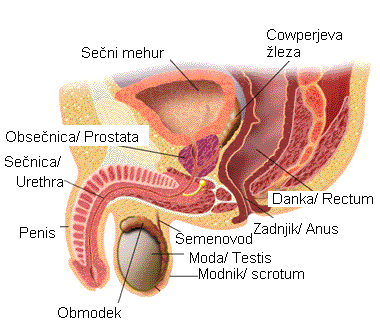 Cowperjeva
žleza
Sečni mehur
Obsečnica/ Prostata
Sečnica/
Urethra
Danka/ Rectum
Zadnjik/ Anus
Penis
Semenovod
Moda/ Testis
Modnik/ scrotum
Obmodek